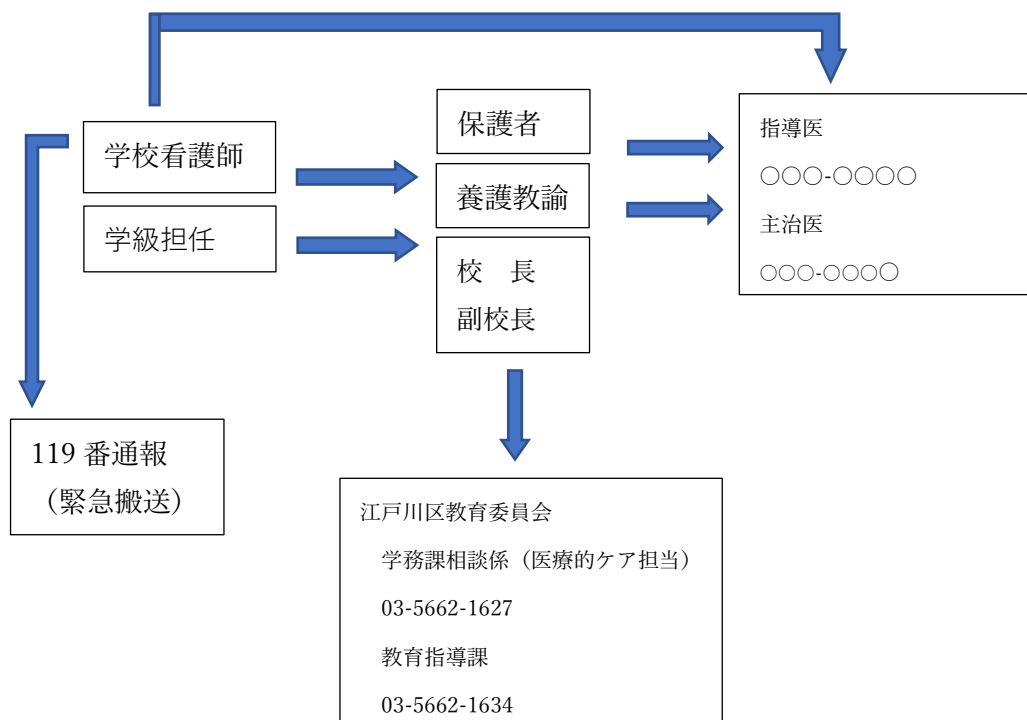 学校看護師
学級担任
保護者
養護教諭
校　長
副校長
指導医
○○○-○○○○
主治医
○○○-○○○○
119 番通報
（緊急搬送）
江戸川区教育委員会
学務課相談係（医療的ケア担当）
03-5662-1627
教育指導課
03-5662-1634